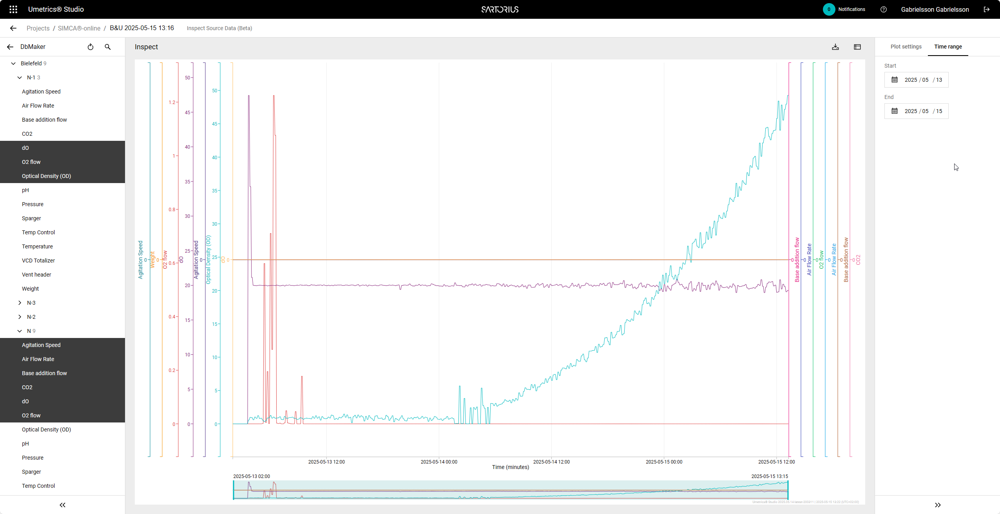 Umetrics® Studio
SARTORIUS
0 Notifications
Gabrielsson Gabrielsson
Projects / SIMCA®-online / B&U 2025-05-15 13:16
Inspect Source Data (Beta)
DbMaker
Bielefeld 9
N-1 3
Agitation Speed
Air Flow Rate
Base addition flow
CO2
dO
O2 flow
Optical Density (OD)
pH
Pressure
Sparger
Temp Control
Temperature
VCD Totalizer
Vent header
Weight
N-3
N-2
N 9
Agitation Speed
Air Flow Rate
Base addition flow
CO2
dO
O2 flow
Optical Density (OD)
pH
Pressure
Sparger
Temp Control
Inspect
Agitation Speed
0
Weight
0
O2 flow
1.2
1
0.8
0.6
0.4
0.2
0
dO
50
45
40
35
30
25
20
15
10
5
0
Agitation Speed
0
Optical Density (OD)
50
45
40
35
30
25
20
15
10
5
0
dO
0
0
Base addition flow
0
Air Flow Rate
0
O2 flow
0
Air Flow Rate
0
Base addition flow
0
CO2
2025-05-13 12:00
2025-05-14 00:00
2025-05-14 12:00
2025-05-15 00:00
2025-05-15 12:00
Time (minutes)
2025-05-13 02:00
2025-05-15 13:15
Umetrics® Studio 2025.05.14-latest-200311 | 2025-05-15 13:22 (UTC+02:00)
Plot settings
Time range
Start
2025 / 05 / 13
End
2025 / 05 / 15